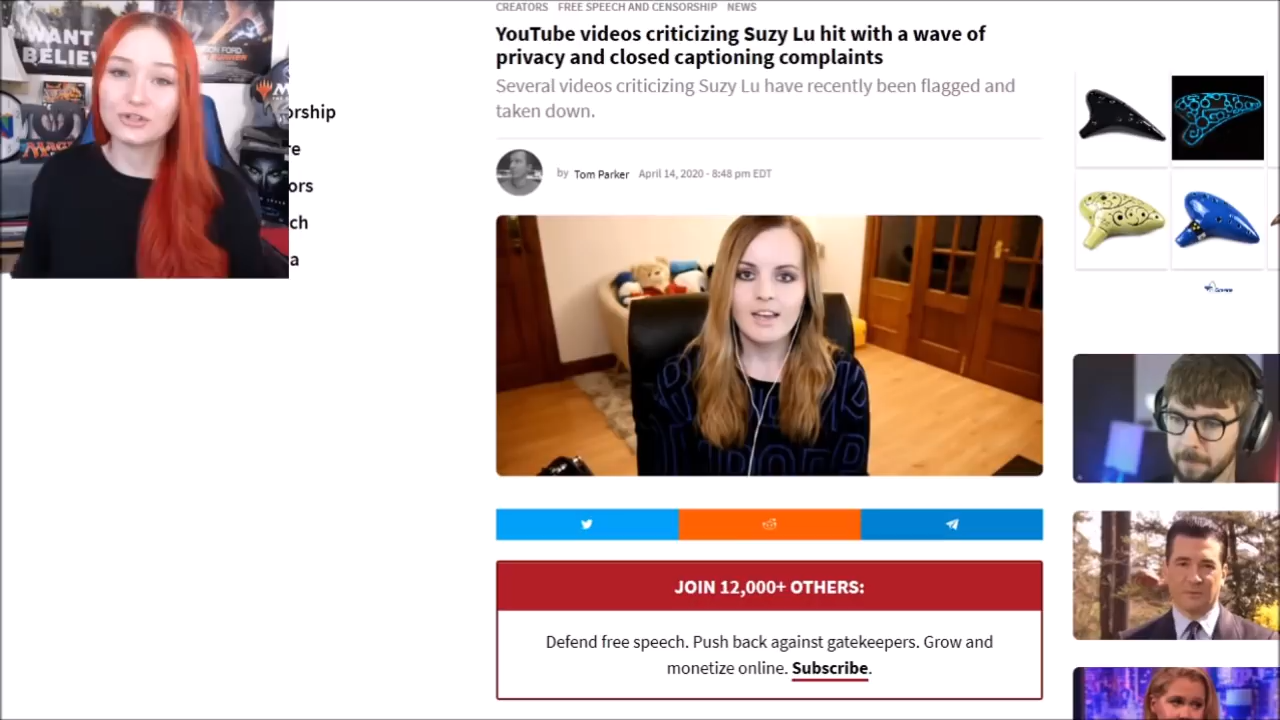 CREATORS FREE SPEECH AND CENSORSHIP NEWS
YouTube videos criticizing Suzy Lu hit with a wave of
privacy and closed captioning complaints
Several videos criticizing Suzy Lu have recently been flagged and
taken down.
by Tom Parker April 14, 2020 - 8:48 pm EDT
WANT
BELIE
ON FORD.
orship
re
ors
ch
a
JOIN 12,000+ OTHERS:
Defend free speech. Push back against gatekeepers. Grow and
monetize online. Subscribe.